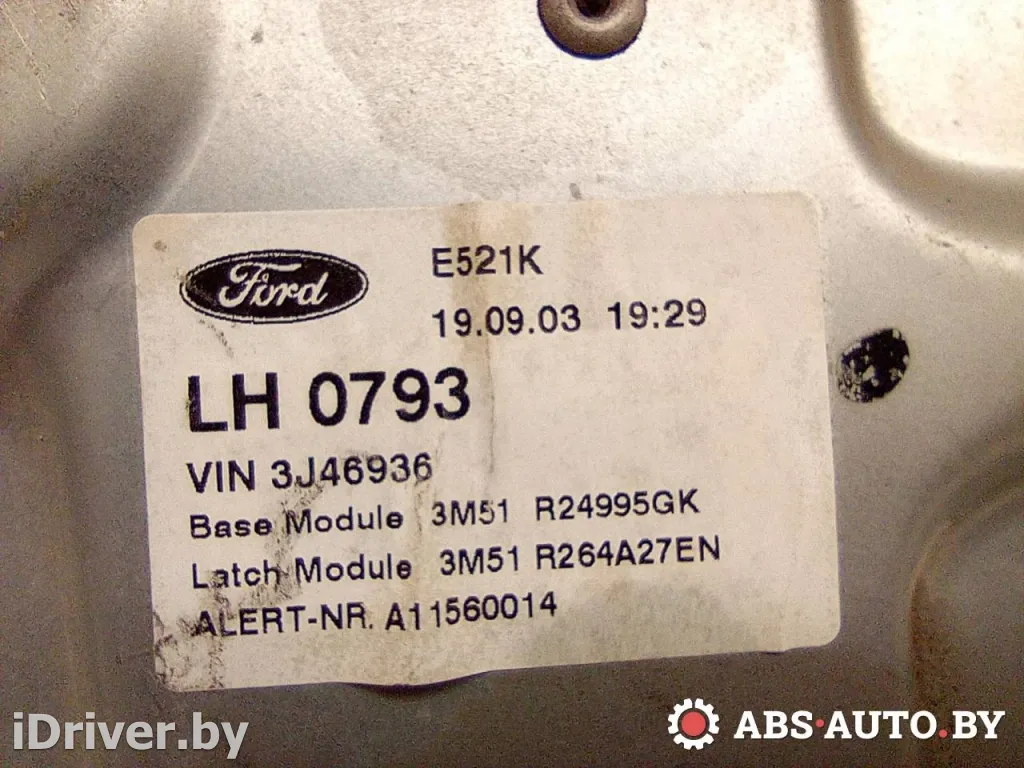 Ford
E521K
19.09.03 19:29
LH 0793
VIN 3J46936
Base Module 3M51 R24995GK
Latch Module 3M51 R264A27EN
ALERT-NR. A11560014
iDriver.by
ABS-AUTO.BY